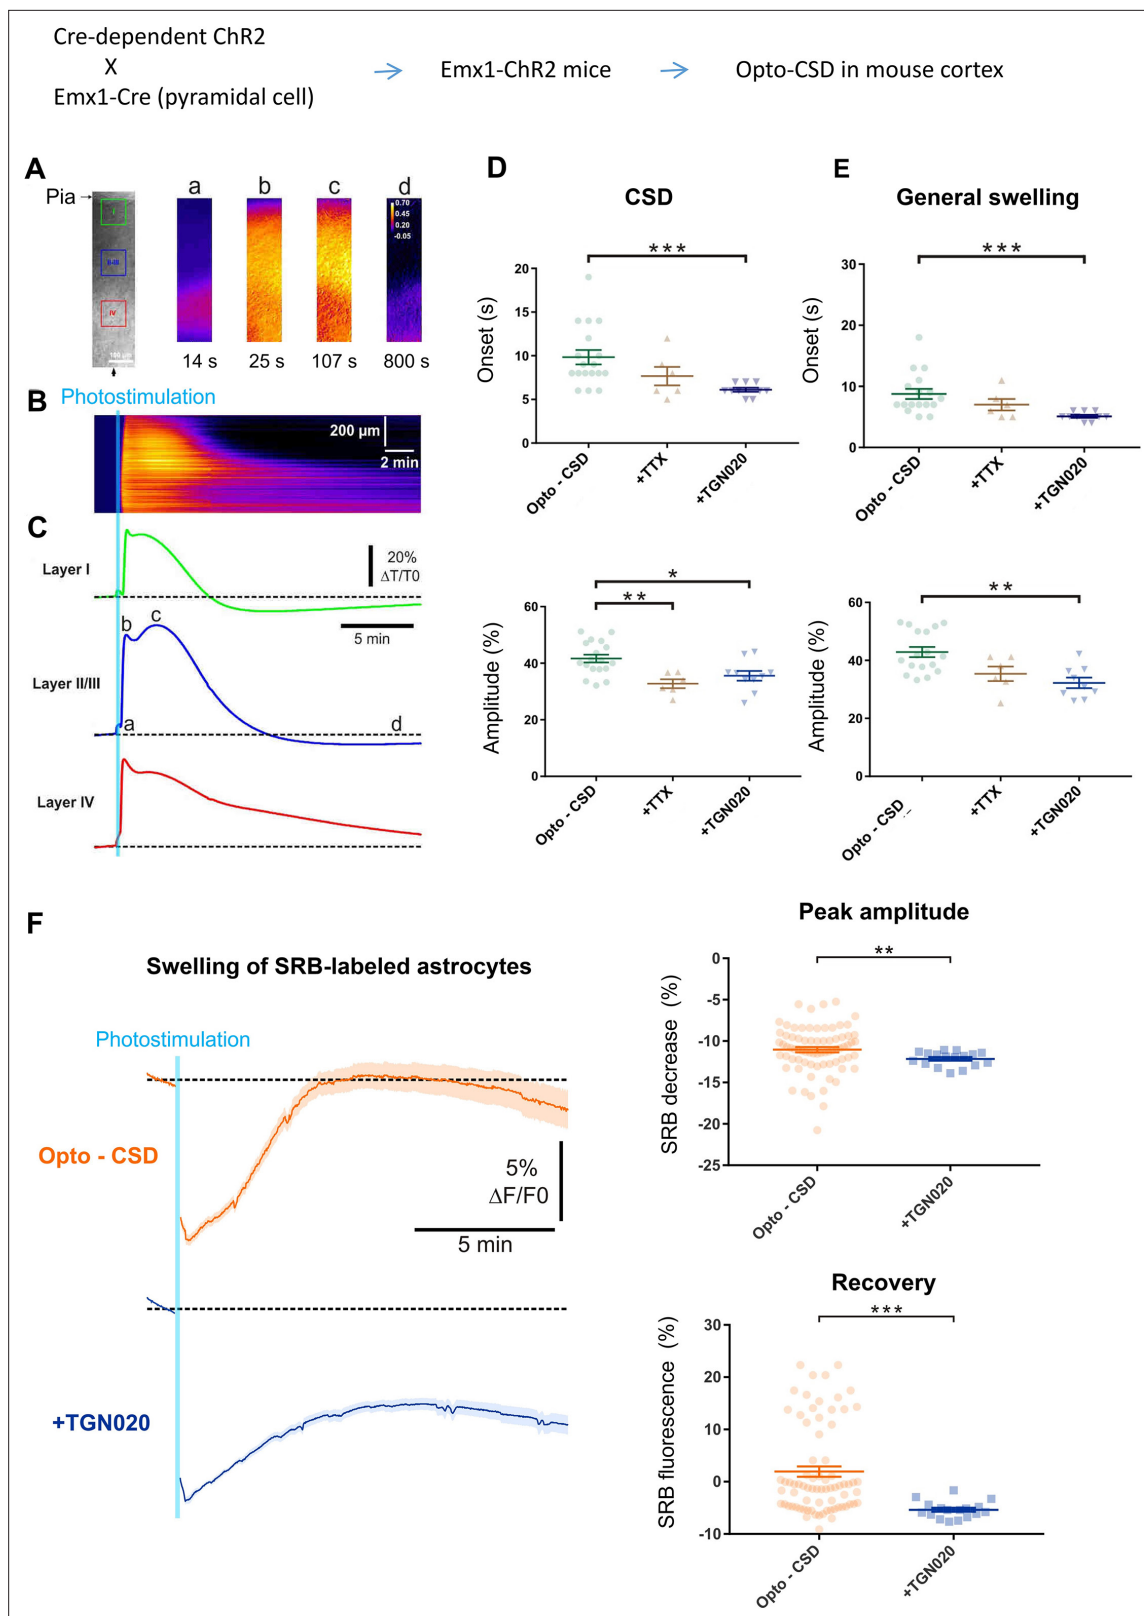 Cre-dependent ChR2
X
Emx1-Cre (pyramidal cell)
Emx1-ChR2 mice
Opto-CSD in mouse cortex
A
Pia
I
II-III
IV
100 µm
a
b
c
d
0.70
0.45
0.20
-0.05
14 s
25 s
107 s
800 s
B
Photostimulation
200 µm
2 min
C
Layer I
20%
ΔT/T0
5 min
b
c
Layer II/III
a
d
Layer IV
D
CSD
***
Onset (s)
20
15
10
5
0
Opto - CSD
+TTX
+TGN020
*
**
Amplitude (%)
60
40
20
0
Opto - CSD
+TTX
+TGN020
E
General swelling
***
Onset (s)
30
20
10
0
Opto - CSD
+TTX
+TGN020
**
Amplitude (%)
60
40
20
0
Opto - CSD
+TTX
+TGN020
F
Swelling of SRB-labeled astrocytes
Photostimulation
Opto - CSD
5%
ΔF/F0
5 min
+TGN020
Peak amplitude
**
SRB decrease (%)
0
-5
-10
-15
-20
-25
Opto - CSD
+TGN020
Recovery
***
SRB fluorescence (%)
30
20
10
0
-10
Opto - CSD
+TGN020